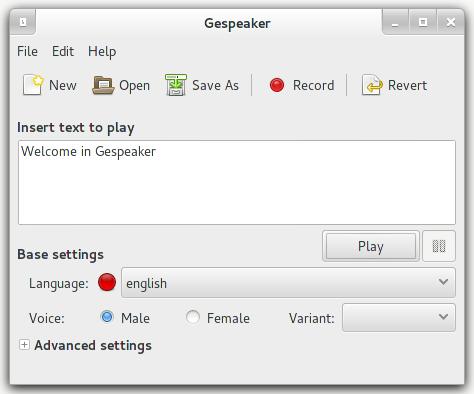 Gespeaker
File Edit Help
New Open Save As Record Revert
Insert text to play
Welcome in Gespeaker
Play
Base settings
Language: english
Voice: Male Female Variant:
Advanced settings